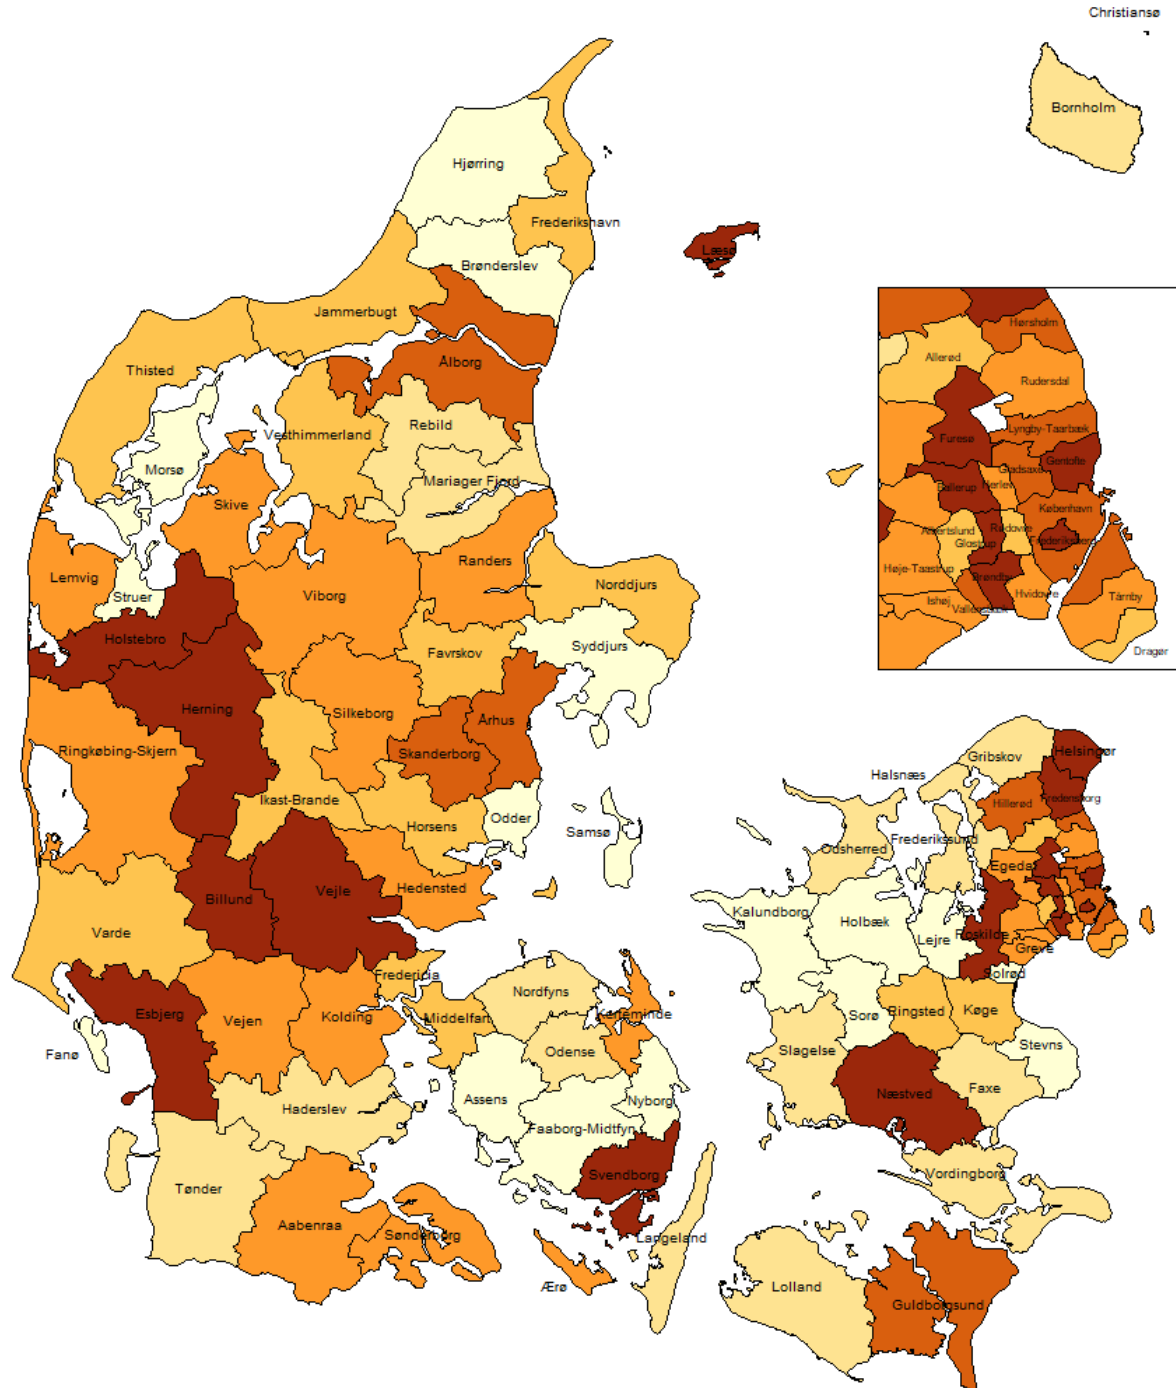 Christiansø
Bornholm
Hjørring
Frederikshavn
Læsø
Brønderslev
Jammerbugt
Thisted
Ålborg
Vesthimmerland
Rebild
Morsø
Mariager Fjord
Skive
Randers
Lemvig
Struer
Viborg
Norddjurs
Holstebro
Favrskov
Syddjurs
Herning
Silkeborg
Århus
Ringkøbing-Skjern
Skanderborg
Ikast-Brande
Horsens
Odder
Samsø
Billund
Vejle
Hedensted
Varde
Fredericia
Esbjerg
Vejen
Kolding
Middelfart
Nordfyns
Kerteminde
Fanø
Odense
Haderslev
Assens
Nyborg
Faaborg-Midtfyn
Svendborg
Tønder
Aabenraa
Sønderborg
Langeland
Ærø
Hørsholm
Allerød
Rudersdal
Furesø
Lyngby-Taarbæk
Gentofte
Gladsaxe
Ballerup
Herlev
København
Albertslund
Rødovre
Glostrup
Frederiksberg
Høje-Taastrup
Brøndby
Hvidovre
Ishøj
Vallensbæk
Tårnby
Dragør
Gribskov
Helsingør
Halsnæs
Hillerød
Fredensborg
Frederikssund
Odsherred
Egedal
Kalundborg
Holbæk
Lejre
Roskilde
Greve
Solrød
Sorø
Ringsted
Køge
Stevns
Slagelse
Næstved
Faxe
Vordingborg
Lolland
Guldborgsund